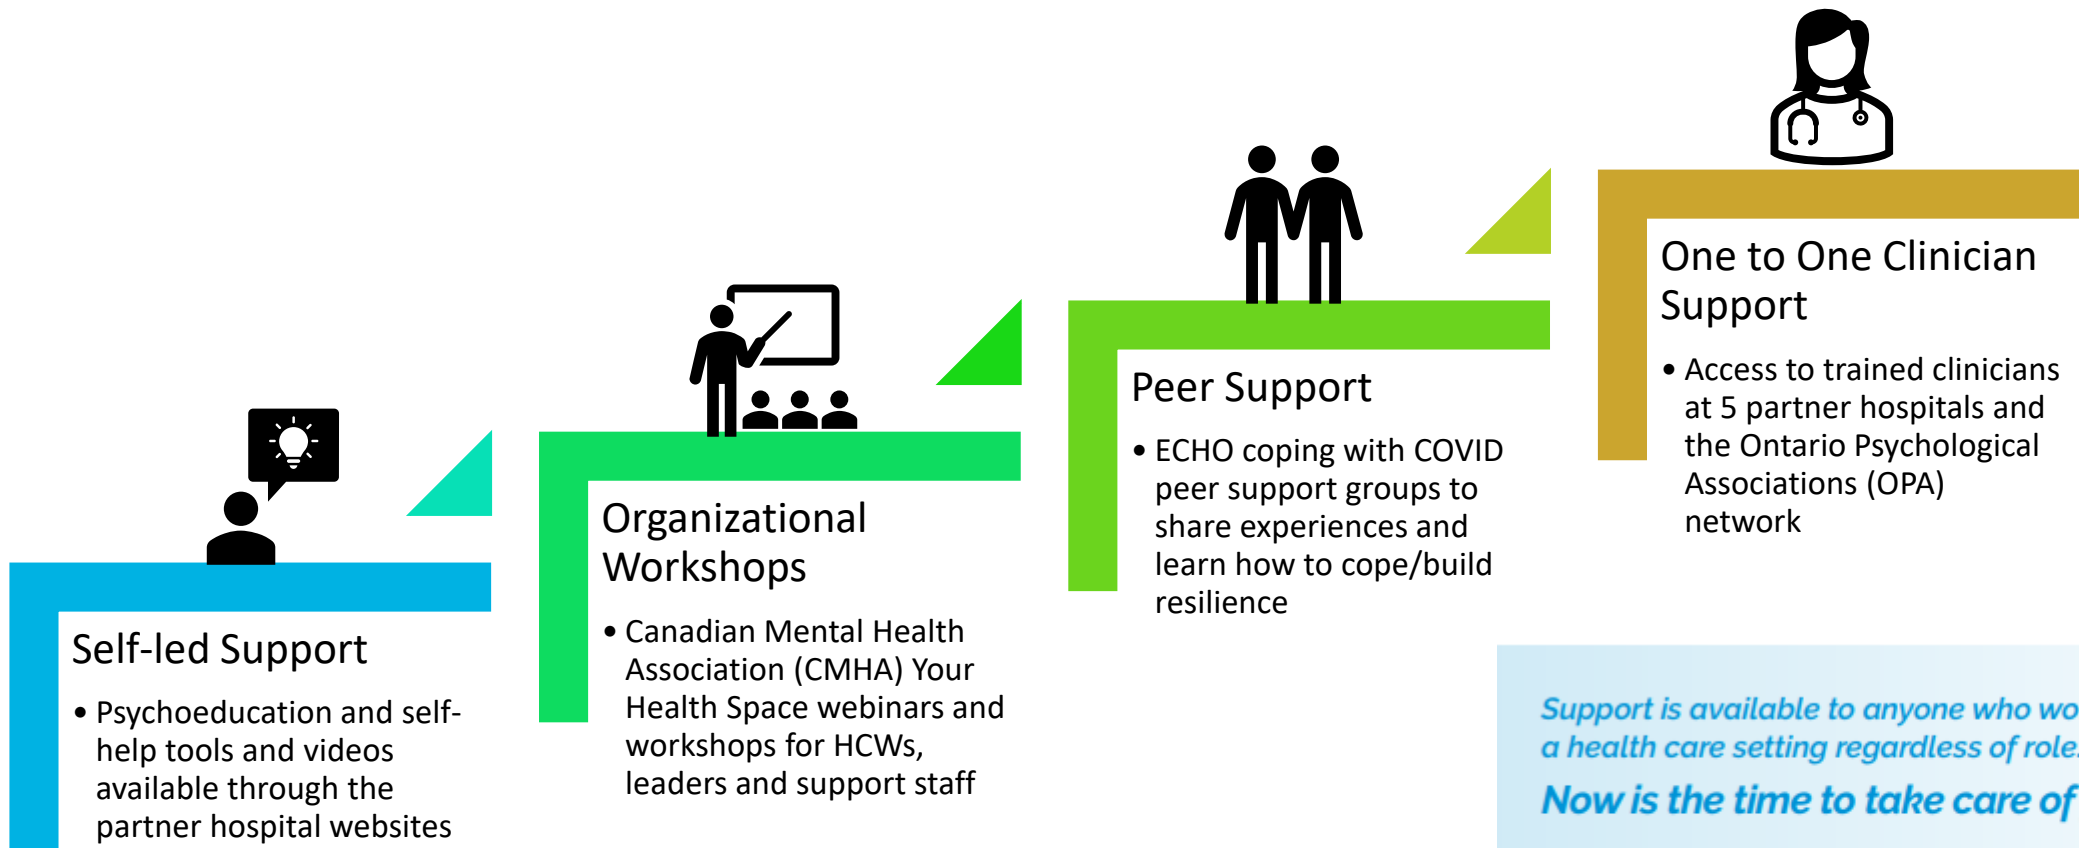 Self-led Support
• Psychoeducation and self-
help tools and videos
available through the
partner hospital websites
Organizational
Workshops
• Canadian Mental Health
Association (CMHA) Your
Health Space webinars and
workshops for HCWs,
leaders and support staff
Peer Support
• ECHO coping with COVID
peer support groups to
share experiences and
learn how to cope/build
resilience
One to One Clinician
Support
• Access to trained clinicians
at 5 partner hospitals and
the Ontario Psychological
Associations (OPA)
network
Support is available to anyone who
a health care setting regardless of role.
Now is the time to take care of